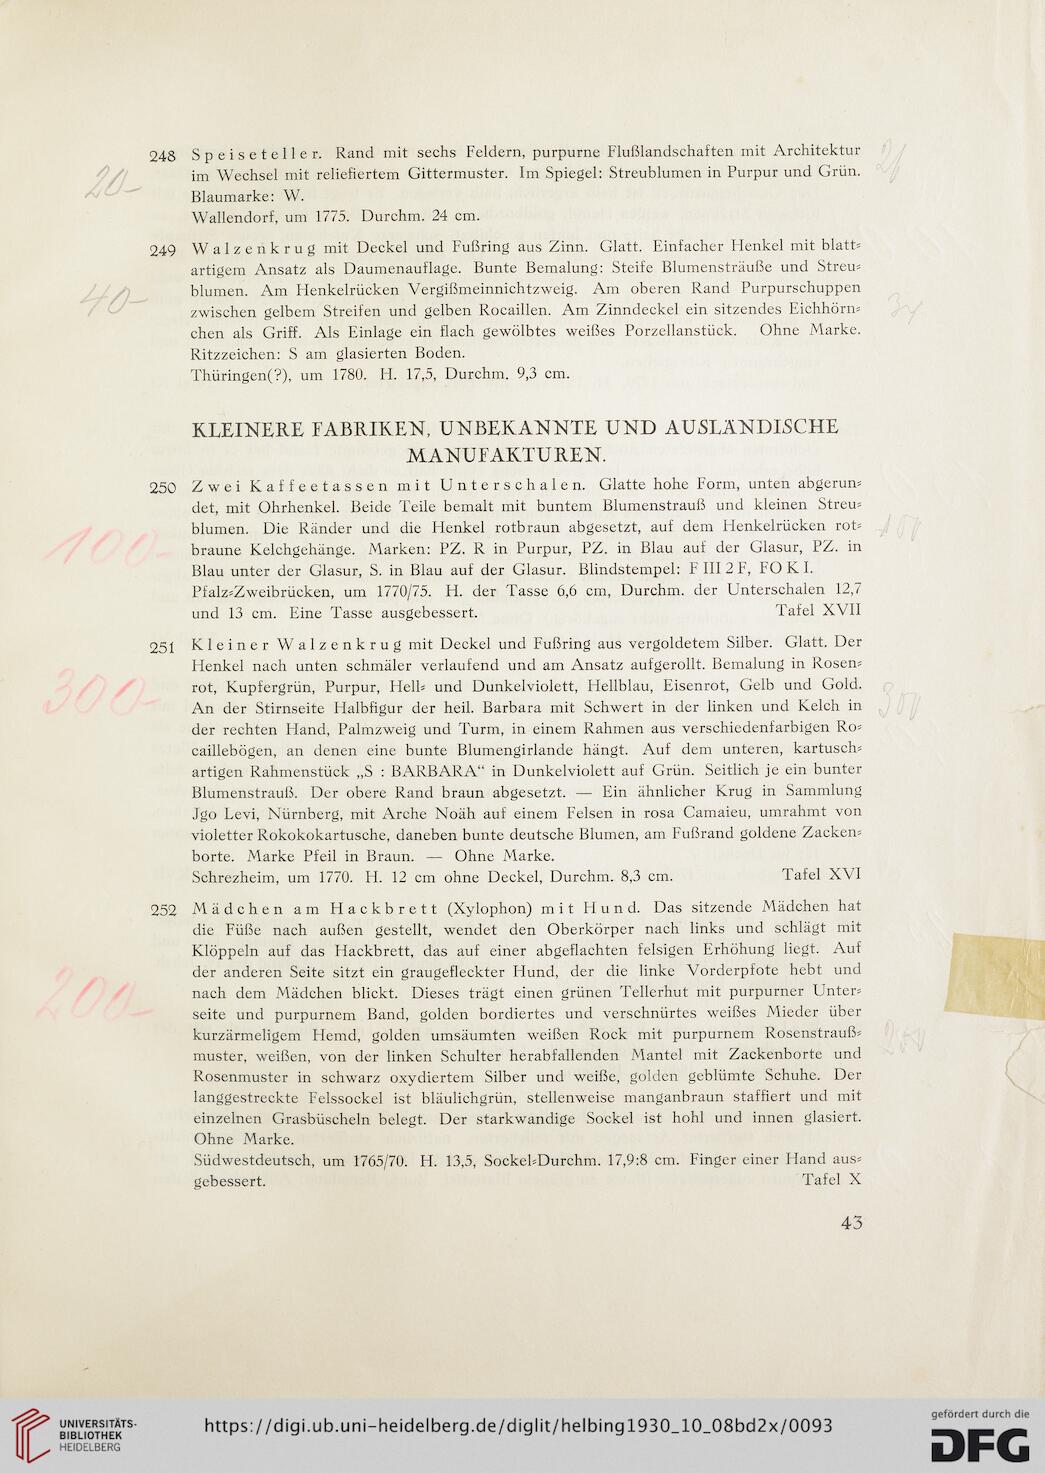 248 Speiseteller. Rand mit sechs Feldern, purpurne Flußlandschaften mit Architektur
im Wechsel mit reliefiertem Gittermuster. Im Spiegel: Streublumen in Purpur und Grün.
Blaumarke: W.
Wallendorf, um 1775. Durchm. 24 cm.
20-
249 Walzenkrug mit Deckel und Fußring aus Zinn. Glatt. Einfacher Henkel mit blatt=
artigem Ansatz als Daumenauflage. Bunte Bemalung: Steife Blumensträuße und Streu=
blumen. Am Henkelrücken Vergißmeinnichtzweig. Am oberen Rand Purpurschuppen
zwischen gelbem Streifen und gelben Rocaillen. Am Zinndeckel ein sitzendes Eichhörn=
chen als Griff. Als Einlage ein flach gewölbtes weißes Porzellanstück. Ohne Marke.
Ritzzeichen: S am glasierten Boden.
Thüringen(?), um 1780. H. 17,5, Durchm. 9,3 cm.
40-
KLEINERE FABRIKEN, UNBEKANNTE UND AUSLÄNDISCHE
MANUFAKTUREN.
250 Zwei Kaffeetassen mit Unterschalen. Glatte hohe Form, unten abgerun=
det, mit Ohrhenkel. Beide Teile bemalt mit buntem Blumenstrauß und kleinen Streu=
blumen. Die Ränder und die Henkel rotbraun abgesetzt, auf dem Henkelrücken rot=
braune Kelchgehänge. Marken: PZ. R in Purpur, PZ. in Blau auf der Glasur, PZ. in
Blau unter der Glasur, S. in Blau auf der Glasur. Blindstempel: F III 2 F, FO K I.
Pfalz=Zweibrücken, um 1770/75. H. der Tasse 6,6 cm, Durchm. der Unterschalen 12,7
und 13 cm. Eine Tasse ausgebessert. Tafel XVII
100-
100
251 Kleiner Walzenkrug mit Deckel und Fußring aus vergoldetem Silber. Glatt. Der
Henkel nach unten schmäler verlaufend und am Ansatz aufgerollt. Bemalung in Rosen=
rot, Kupfergrün, Purpur, Hell= und Dunkelviolett, Hellblau, Eisenrot, Gelb und Gold.
An der Stirnseite Halbfigur der heil. Barbara mit Schwert in der linken und Kelch in
der rechten Hand, Palmzweig und Turm, in einem Rahmen aus verschiedenfarbigen Ro=
caillebögen, an denen eine bunte Blumengirlande hängt. Auf dem unteren, kartusch=
artigen Rahmenstück „S : BARBARA“ in Dunkelviolett auf Grün. Seitlich je ein bunter
Blumenstrauß. Der obere Rand braun abgesetzt. — Ein ähnlicher Krug in Sammlung
Jgo Levi, Nürnberg, mit Arche Noäh auf einem Felsen in rosa Camaieu, umrahmt von
violetter Rokokokartusche, daneben bunte deutsche Blumen, am Fußrand goldene Zacken=
borte. Marke Pfeil in Braun. — Ohne Marke.
Schrezheim, um 1770. H. 12 cm ohne Deckel, Durchm. 8,3 cm. Tafel XVI
300-
300
252 Mädchen am Hackbrett (Xylophon) mit Hund. Das sitzende Mädchen hat
die Füße nach außen gestellt, wendet den Oberkörper nach links und schlägt mit
Klöppeln auf das Hackbrett, das auf einer abgeflachten felsigen Erhöhung liegt. Auf
der anderen Seite sitzt ein graugefleckter Hund, der die linke Vorderpfote hebt und
nach dem Mädchen blickt. Dieses trägt einen grünen Tellerhut mit purpurner Unter=
seite und purpurnem Band, golden bordiertes und verschnürtes weißes Mieder über
kurzärmeligem Hemd, golden umsäumten weißen Rock mit purpurnem Rosenstrauß=
muster, weißen, von der linken Schulter herabfallenden Mantel mit Zackenborte und
Rosenmuster in schwarz oxydiertem Silber und weiße, golden geblümte Schuhe. Der
langgestreckte Felssockel ist bläulichgrün, stellenweise manganbraun staffiert und mit
einzelnen Grasbüscheln belegt. Der starkwandige Sockel ist hohl und innen glasiert.
Ohne Marke.
Südwestdeutsch, um 1765/70. H. 13,5, Sockel=Durchm. 17,9:8 cm. Finger einer Hand aus=
gebessert. Tafel X
200-
43
UNIVERSITÄTS-
BIBLIOTHEK
HEIDELBERG
https://digi.ub.uni-heidelberg.de/diglit/helbing1930_10_08bd2x/0093
gefördert durch die
DFG